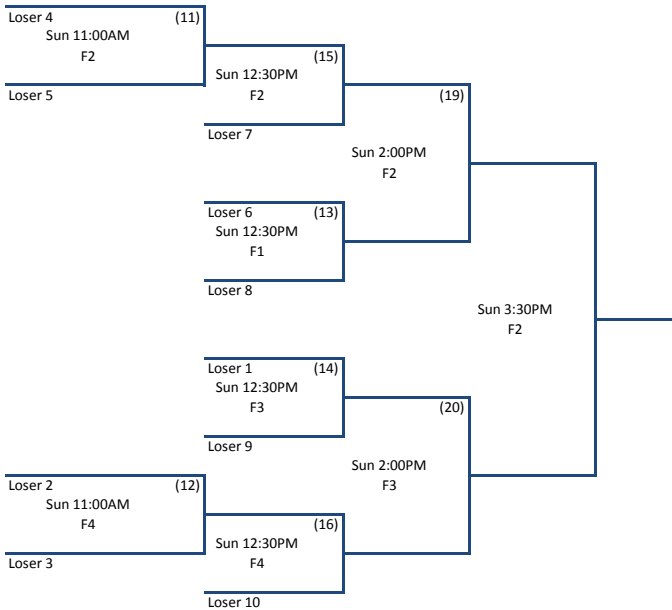 Loser 4 (11)
Sun 11:00AM
F2
Loser 5
(15)
Sun 12:30PM
F2
Loser 7
(19)
Sun 2:00PM
F2
Loser 6 (13)
Sun 12:30PM
F1
Loser 8
Sun 3:30PM
F2
Loser 1 (14)
Sun 12:30PM
F3
Loser 9
(20)
Sun 2:00PM
F3
Loser 2 (12)
Sun 11:00AM
F4
Loser 3
(16)
Sun 12:30PM
F4
Loser 10